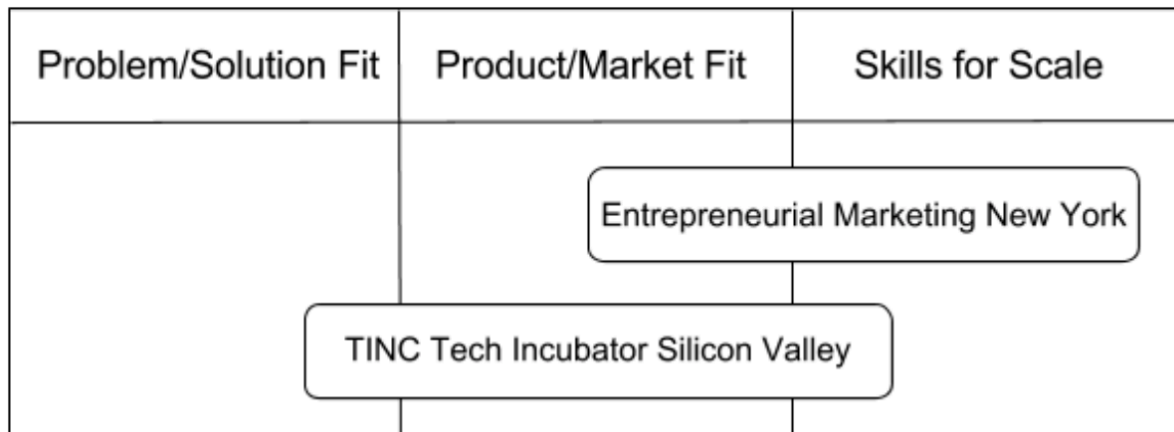 Problem/Solution Fit
Product/Market Fit
Skills for Scale
Entrepreneurial Marketing New York
TINC Tech Incubator Silicon Valley